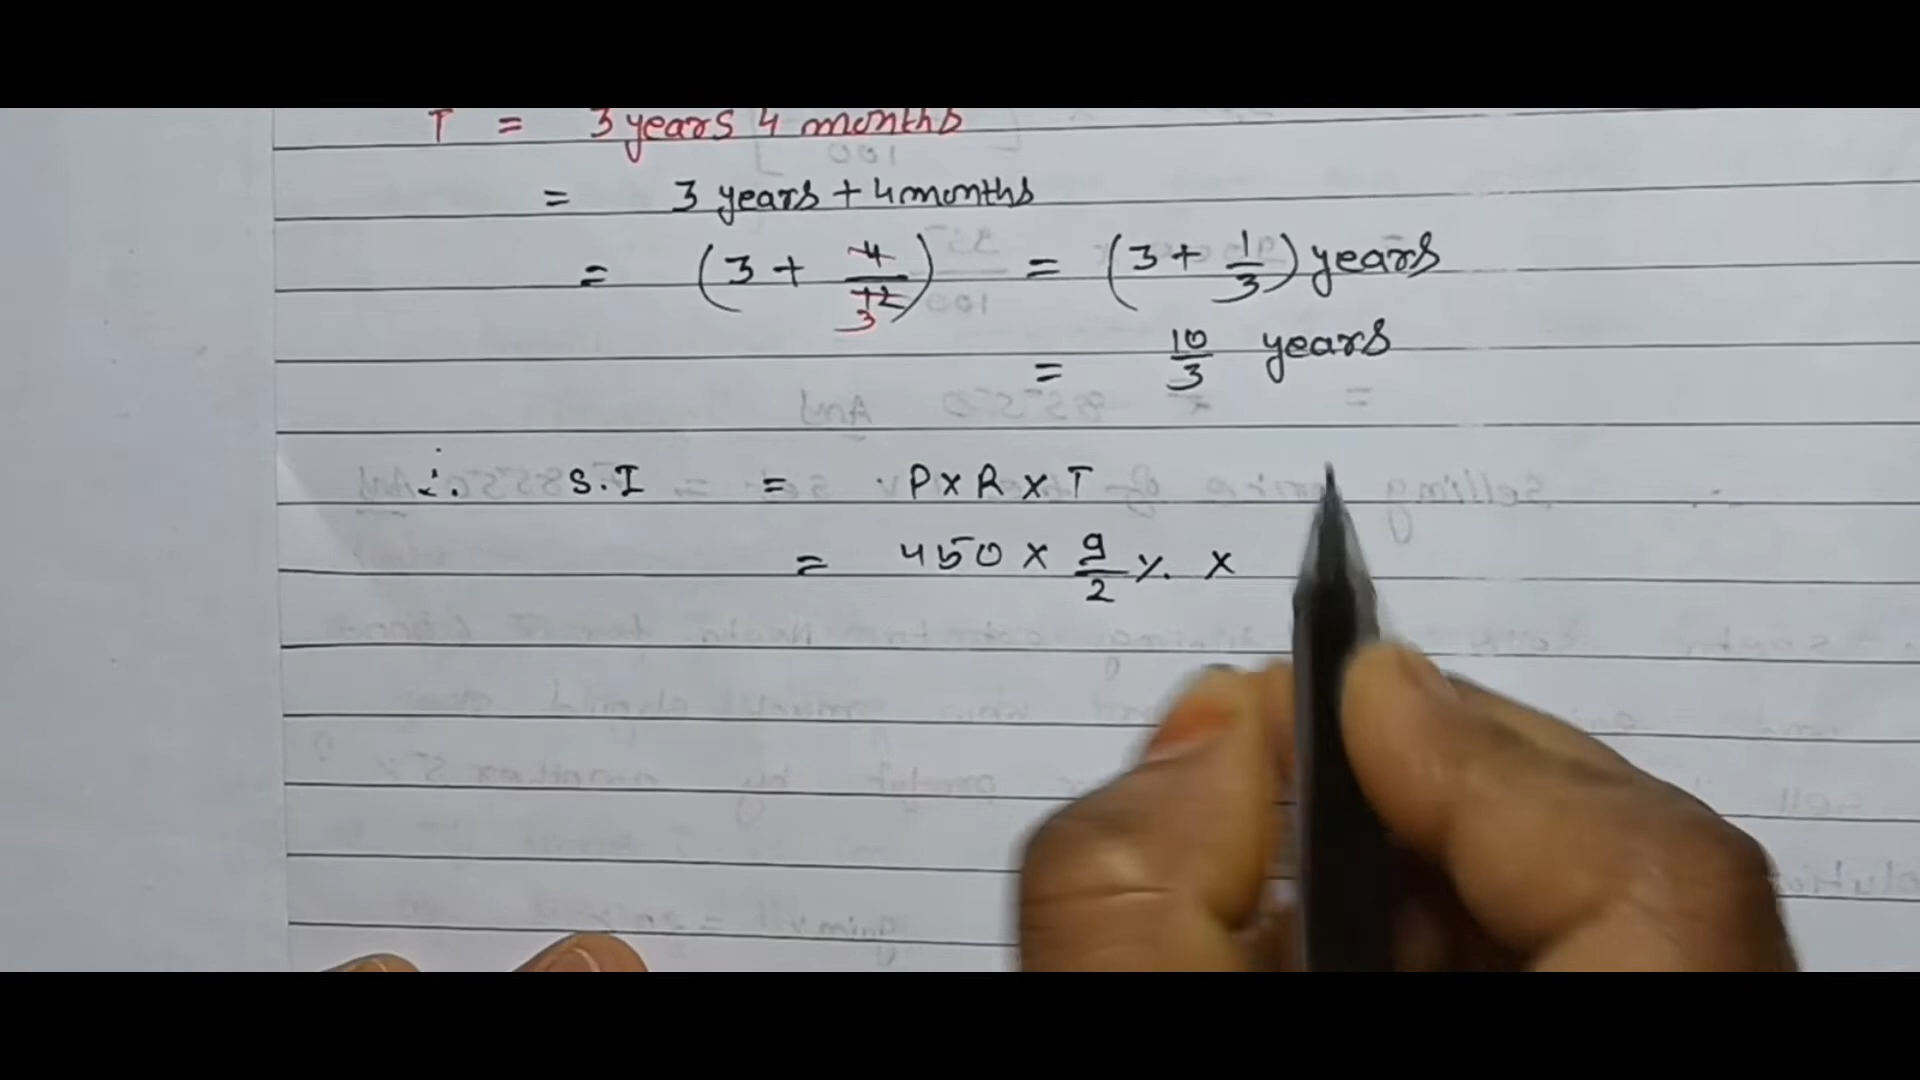 T = 3 years 4 months
= 3 years + 4 months
= (3 + 4/12 3) = (3 + 1/3) years
= 10/3 years
∴ S.I = P × R × T
= 450 × 9/2 % ×